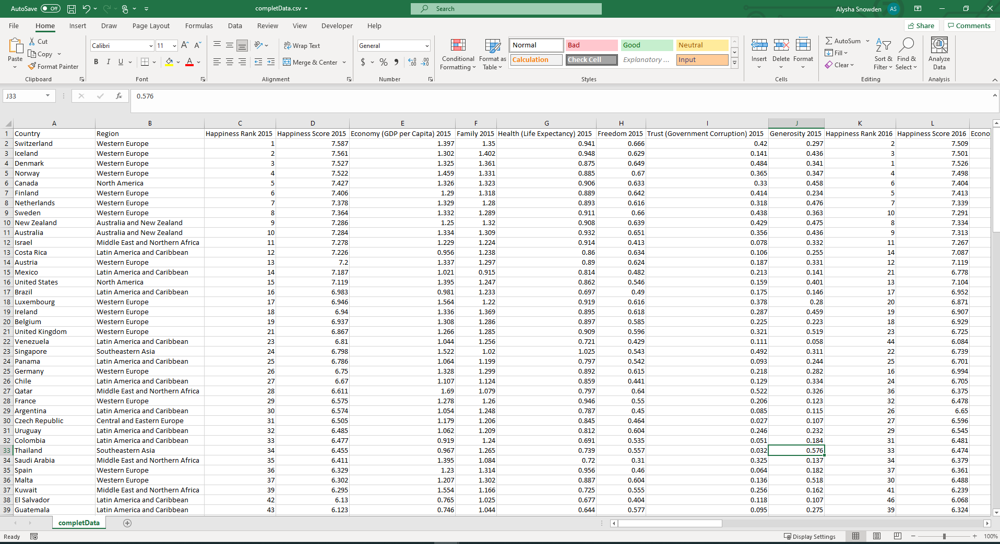 AutoSave Off completData.csv Search Alysha Snowden AS
File Home Insert Draw Page Layout Formulas Data Review View Developer Help Share Comments
Paste Cut Copy Format Painter
Calibri 11 A A B I U A
ab Wrap Text Merge & Center
General $ % 9
Conditional Formatting Format as Table
Normal Bad Good Neutral
Calculation Check Cell Explanatory ... Input
Insert Delete Format
AutoSum Fill Clear Sort & Filter Find & Select
Analyze Data
Clipboard Font Alignment Number Styles Cells Editing Analysis
J33 fx 0.576
A B C D E F G H I J K L
1 Country Region Happiness Rank 2015 Happiness Score 2015 Economy (GDP per Capita) 2015 Family 2015 Health (Life Expectancy) 2015 Freedom 2015 Trust (Government Corruption) 2015 Generosity 2015 Happiness Rank 2016 Happiness Score 2016 Econo
2 Switzerland Western Europe 1 7.587 1.397 1.35 0.941 0.666 0.42 0.297 2 7.509
3 Iceland Western Europe 2 7.561 1.302 1.402 0.948 0.629 0.141 0.436 3 7.501
4 Denmark Western Europe 3 7.527 1.325 1.361 0.875 0.649 0.484 0.341 1 7.526
5 Norway Western Europe 4 7.522 1.459 1.331 0.885 0.67 0.365 0.347 4 7.498
6 Canada North America 5 7.427 1.326 1.323 0.906 0.633 0.33 0.458 6 7.404
7 Finland Western Europe 6 7.406 1.29 1.318 0.889 0.642 0.414 0.234 5 7.413
8 Netherlands Western Europe 7 7.378 1.329 1.28 0.893 0.616 0.318 0.476 7 7.339
9 Sweden Western Europe 8 7.364 1.332 1.289 0.911 0.66 0.438 0.363 10 7.291
10 New Zealand Australia and New Zealand 9 7.286 1.25 1.32 0.908 0.639 0.429 0.475 8 7.334
11 Australia Australia and New Zealand 10 7.284 1.334 1.309 0.932 0.651 0.356 0.436 9 7.313
12 Israel Middle East and Northern Africa 11 7.278 1.229 1.224 0.914 0.413 0.078 0.332 11 7.267
13 Costa Rica Latin America and Caribbean 12 7.226 0.956 1.238 0.86 0.634 0.106 0.255 14 7.087
14 Austria Western Europe 13 7.2 1.337 1.297 0.89 0.624 0.187 0.331 12 7.119
15 Mexico Latin America and Caribbean 14 7.187 1.021 0.915 0.814 0.482 0.213 0.141 21 6.778
16 United States North America 15 7.119 1.395 1.247 0.862 0.546 0.159 0.401 13 7.104
17 Brazil Latin America and Caribbean 16 6.983 0.981 1.233 0.697 0.49 0.175 0.146 17 6.952
18 Luxembourg Western Europe 17 6.946 1.564 1.22 0.919 0.616 0.378 0.28 20 6.871
19 Ireland Western Europe 18 6.94 1.336 1.369 0.895 0.618 0.287 0.459 19 6.907
20 Belgium Western Europe 19 6.937 1.308 1.286 0.897 0.585 0.225 0.223 18 6.929
21 United Kingdom Western Europe 21 6.867 1.266 1.285 0.909 0.596 0.321 0.519 23 6.725
22 Venezuela Latin America and Caribbean 23 6.81 1.044 1.256 0.721 0.429 0.111 0.058 44 6.084
23 Singapore Southeastern Asia 24 6.798 1.522 1.02 1.025 0.543 0.492 0.311 22 6.739
24 Panama Latin America and Caribbean 25 6.786 1.064 1.199 0.797 0.542 0.093 0.244 25 6.701
25 Germany Western Europe 26 6.75 1.328 1.299 0.892 0.615 0.218 0.282 16 6.994
26 Chile Latin America and Caribbean 27 6.67 1.107 1.124 0.859 0.441 0.129 0.334 24 6.705
27 Qatar Middle East and Northern Africa 28 6.611 1.69 1.079 0.797 0.64 0.522 0.326 36 6.375
28 France Western Europe 29 6.575 1.278 1.26 0.946 0.55 0.206 0.123 32 6.478
29 Argentina Latin America and Caribbean 30 6.574 1.054 1.248 0.787 0.45 0.085 0.115 26 6.65
30 Czech Republic Central and Eastern Europe 31 6.505 1.179 1.206 0.845 0.464 0.027 0.107 27 6.596
31 Uruguay Latin America and Caribbean 32 6.485 1.062 1.209 0.812 0.604 0.246 0.232 29 6.545
32 Colombia Latin America and Caribbean 33 6.477 0.919 1.24 0.691 0.535 0.051 0.184 31 6.481
33 Thailand Southeastern Asia 34 6.455 0.967 1.265 0.739 0.557 0.032 0.576 33 6.474
34 Saudi Arabia Middle East and Northern Africa 35 6.411 1.395 1.084 0.72 0.31 0.325 0.137 34 6.379
35 Spain Western Europe 36 6.329 1.23 1.314 0.956 0.46 0.064 0.182 37 6.361
36 Malta Western Europe 37 6.302 1.207 1.302 0.887 0.604 0.136 0.518 30 6.488
37 Kuwait Middle East and Northern Africa 39 6.295 1.554 1.166 0.725 0.555 0.256 0.162 41 6.239
38 El Salvador Latin America and Caribbean 42 6.13 0.765 1.025 0.677 0.404 0.118 0.107 46 6.068
39 Guatemala Latin America and Caribbean 43 6.123 0.746 1.044 0.644 0.577 0.095 0.275 39 6.324
completData
Ready Display Settings 100%